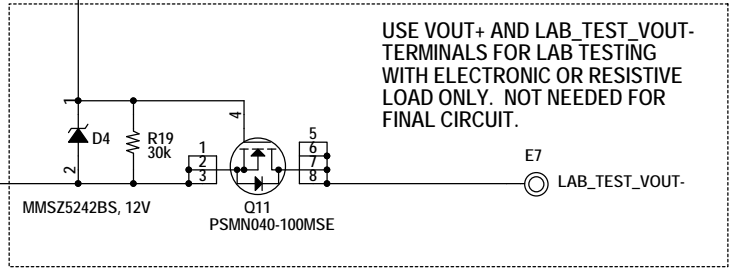 USE VOUT+ AND LAB_TEST_VOUT-
TERMINALS FOR LAB TESTING
WITH ELECTRONIC OR RESISTIVE
LOAD ONLY. NOT NEEDED FOR
FINAL CIRCUIT.
1
4
D4
R19
30k
2
1
2
3
5
6
7
8
E7
LAB_TEST_VOUT-
MMSZ5242BS, 12V
Q11
PSMN040-100MSE